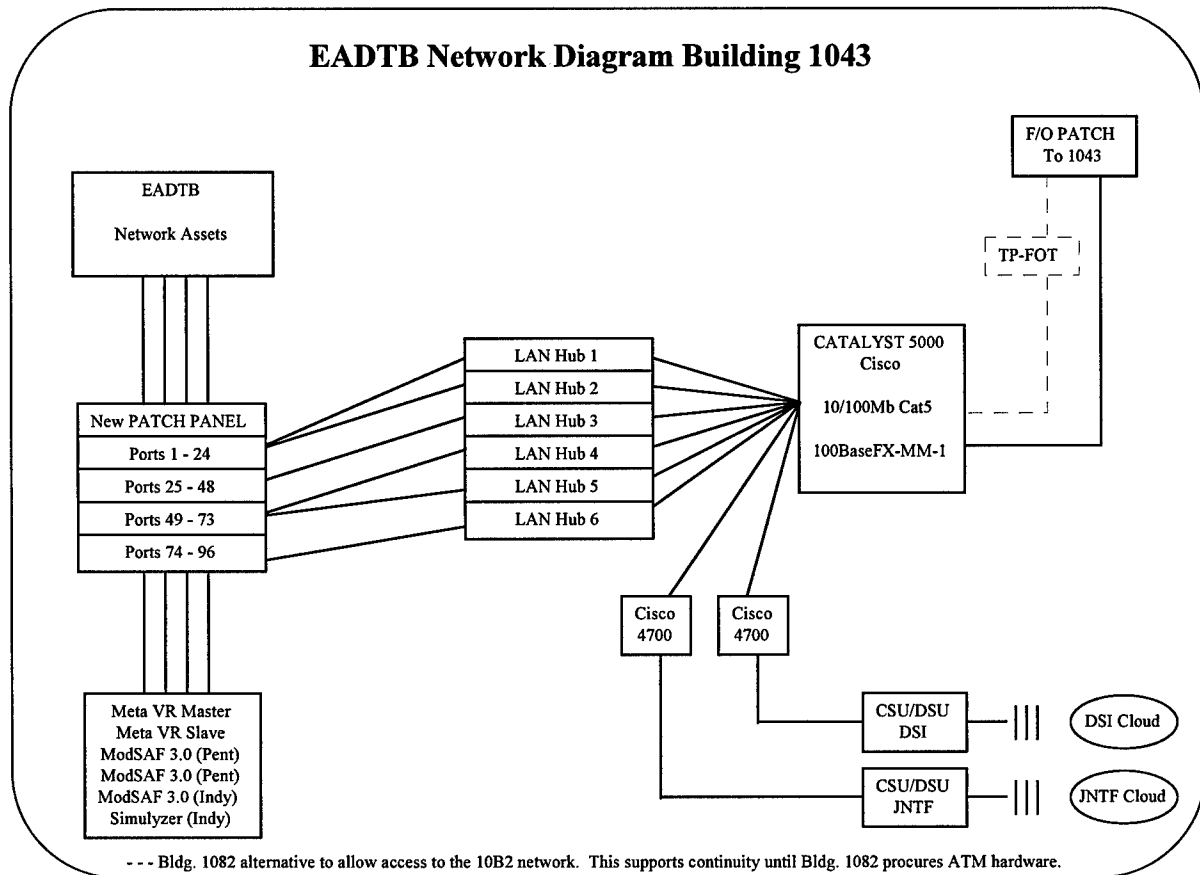 EADTB Network Diagram Building 1043
F/O PATCH
To 1043
EADTB
Network Assets
TP-FOT
New PATCH PANEL
Ports 1 - 24
Ports 25 - 48
Ports 49 - 73
Ports 74 - 96
LAN Hub 1
LAN Hub 2
LAN Hub 3
LAN Hub 4
LAN Hub 5
LAN Hub 6
CATALYST 5000
Cisco
10/100Mb Cat5
100BaseFX-MM-1
Cisco
4700
Cisco
4700
Meta VR Master
Meta VR Slave
ModSAF 3.0 (Pent)
ModSAF 3.0 (Pent)
ModSAF 3.0 (Indy)
Simulyzer (Indy)
CSU/DSU
DSI
DSI Cloud
CSU/DSU
JNTF
JNTF Cloud
- - - Bldg. 1082 alternative to allow access to the 10B2 network. This supports continuity until Bldg. 1082 procures ATM hardware.